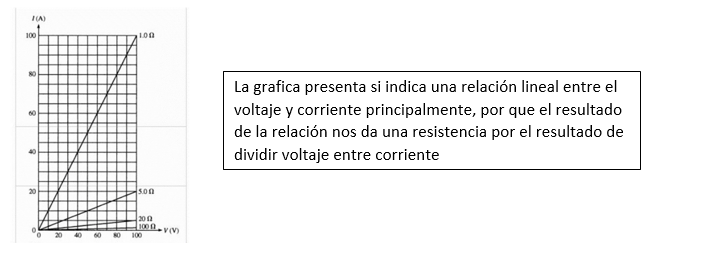 I (A)
100
1.0 Ω
80
60
40
20
5.0 Ω
20 Ω
100 Ω
0
V (V)
0 20 40 60 80 100
La grafica presenta si indica una relación lineal entre el
voltaje y corriente principalmente, por que el resultado
de la relación nos da una resistencia por el resultado de
dividir voltaje entre corriente